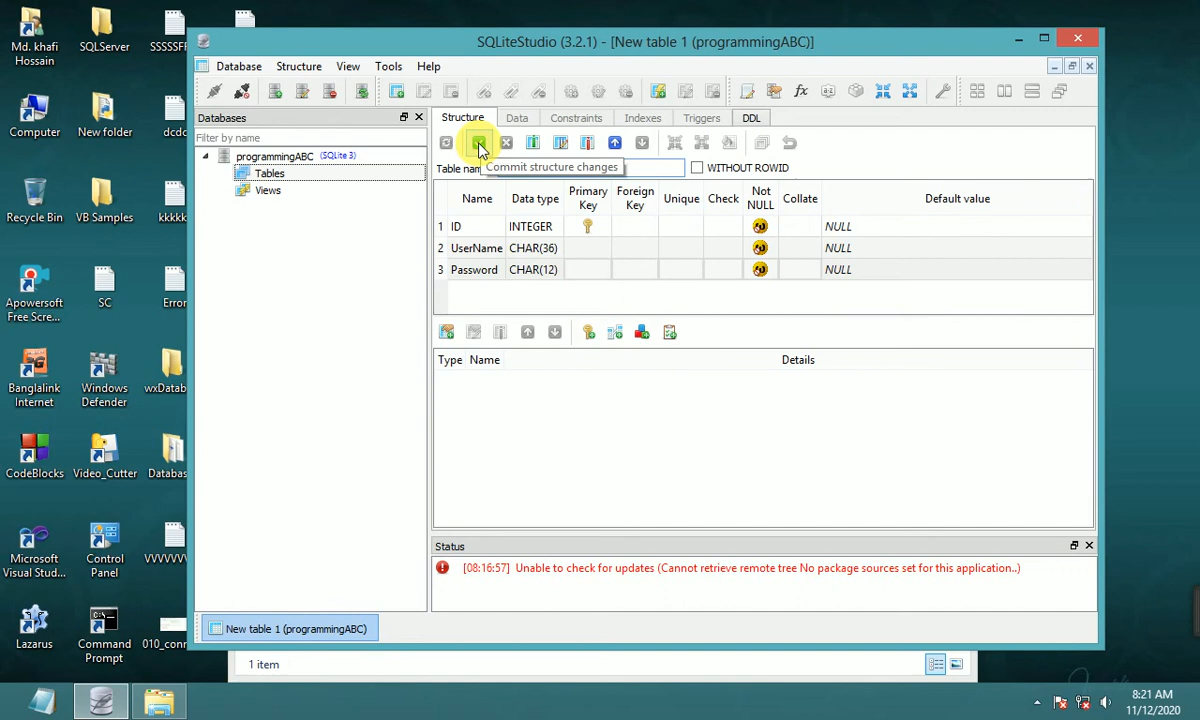 Md. khafi
Hossain
SQLServer
SSSSSFF
Computer
New folder
dcdc
Recycle Bin
VB Samples
kkkkk
Apowersoft
Free Scre...
SC
Error
Banglalink
Internet
Windows
Defender
wxDatab
CodeBlocks
Video_Cutter
Databas
Microsoft
Visual Stud...
Control
Panel
VVVVVV
Lazarus
Command
Prompt
010_conn
SQLiteStudio (3.2.1) - [New table 1 (programmingABC)]
Database Structure View Tools Help
Databases
Filter by name
programmingABC (SQLite 3)
Tables
Views
Structure Data Constraints Indexes Triggers DDL
Commit structure changes
Table nam
WITHOUT ROWID
Name Data type Primary Key Foreign Key Unique Check Not NULL Collate Default value
1 ID INTEGER NULL
2 UserName CHAR(36) NULL
3 Password CHAR(12) NULL
Type Name Details
Status
[08:16:57] Unable to check for updates (Cannot retrieve remote tree No package sources set for this application..)
New table 1 (programmingABC)
1 item
8:21 AM
11/12/2020